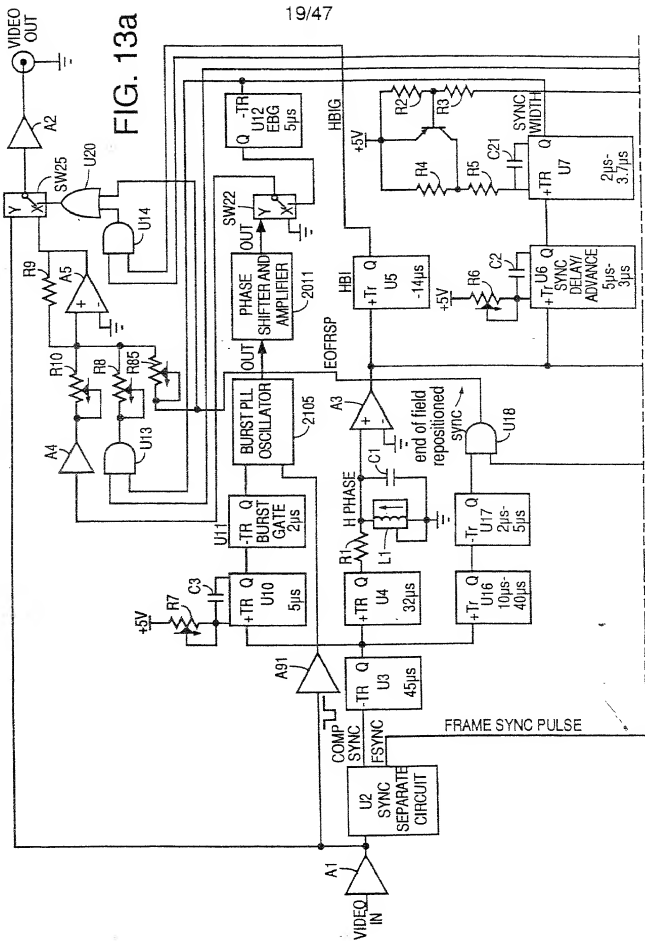 19/47
FIG. 13a
VIDEO
OUT
A2
SW25
Y
X
U20
U14
R9
A5
+
-
R10
R8
R85
A4
U13
Q -TR
U12
EBG
5µs
SW22
Y
X
OUT
PHASE
SHIFTER AND
AMPLIFIER
2011
OUT
EOFRSP
BURST PLL
OSCILLATOR
2105
U11
-TR Q
BURST
GATE
2µs
+5V
R7
C3
+TR Q
U10
5µs
A91
HBIG
HBI
+Tr Q
U5
-14µs
A3
+
-
end of field
repositioned
sync
U18
H PHASE
C1
R1
L1
+TR Q
U4
32µs
-TR Q
U3
45µs
-Tr Q
U17
2µs-
5µs
+Tr Q
U16
10µs-
40µs
+5V
R2
R3
R4
R5
C21
SYNC
WIDTH
+TR Q
U7
2µs-
3.7µs
+5V
R6
C2
+Tr Q
U6
SYNC
DELAY/
ADVANCE
5µs-
3µs
COMP
SYNC
FSYNC
FRAME SYNC PULSE
U2
SYNC
SEPARATE
CIRCUIT
A1
VIDEO
IN